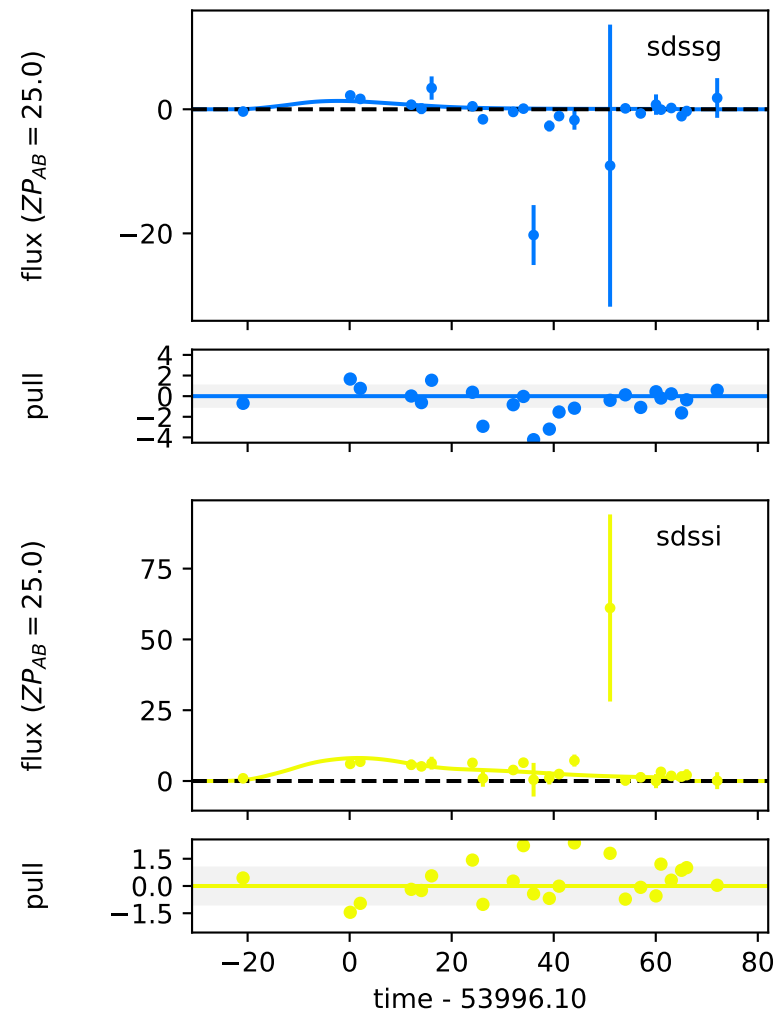 sdssg
flux (ZP_AB = 25.0)
0
−20
pull
4
2
0
−2
−4
sdssi
flux (ZP_AB = 25.0)
75
50
25
0
pull
1.5
0.0
−1.5
−20 0 20 40 60 80
time - 53996.10